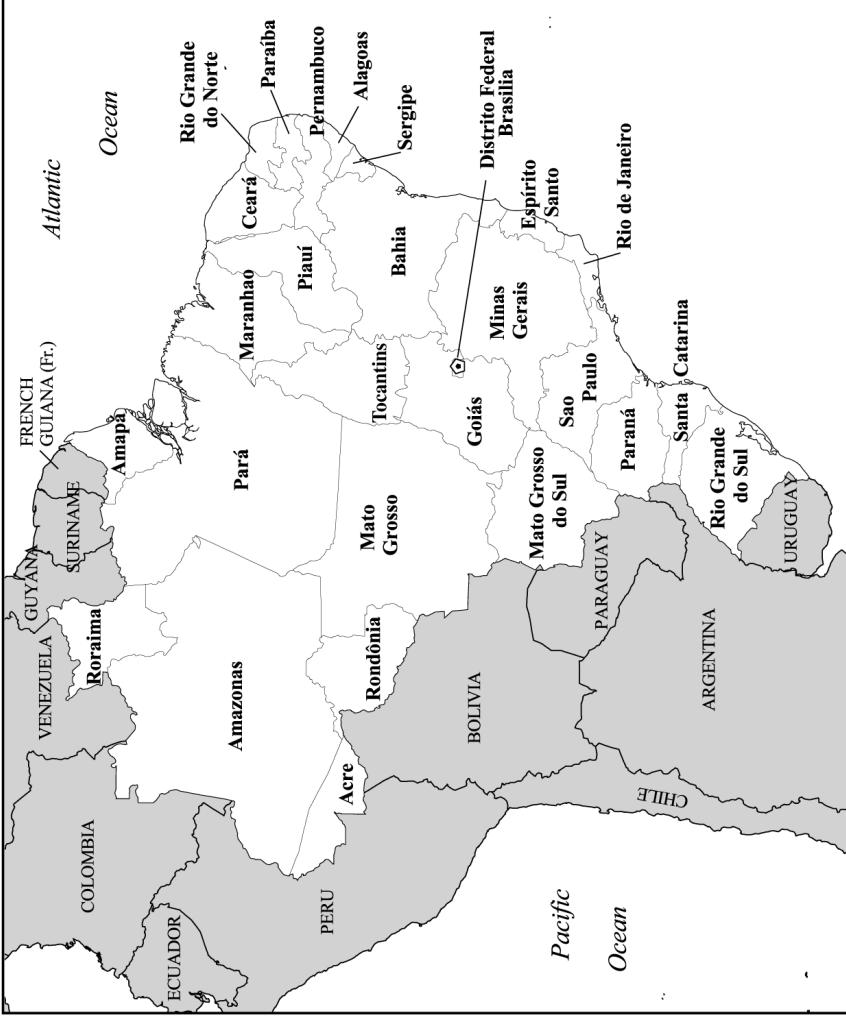 Atlantic
Ocean
Pacific
Ocean
COLOMBIA
VENEZUELA
GUYANA
SURINAME
FRENCH
GUIANA (Fr.)
ECUADOR
PERU
BOLIVIA
PARAGUAY
CHILE
ARGENTINA
URUGUAY
Roraima
Amapá
Amazonas
Pará
Maranhao
Ceará
Rio Grande
do Norte
Paraíba
Pernambuco
Alagoas
Sergipe
Piauí
Acre
Rondônia
Mato
Grosso
Tocantins
Bahia
Goiás
Distrito Federal
Brasilia
Minas
Gerais
Espírito
Santo
Rio de Janeiro
Mato Grosso
do Sul
Sao
Paulo
Paraná
Santa Catarina
Rio Grande
do Sul